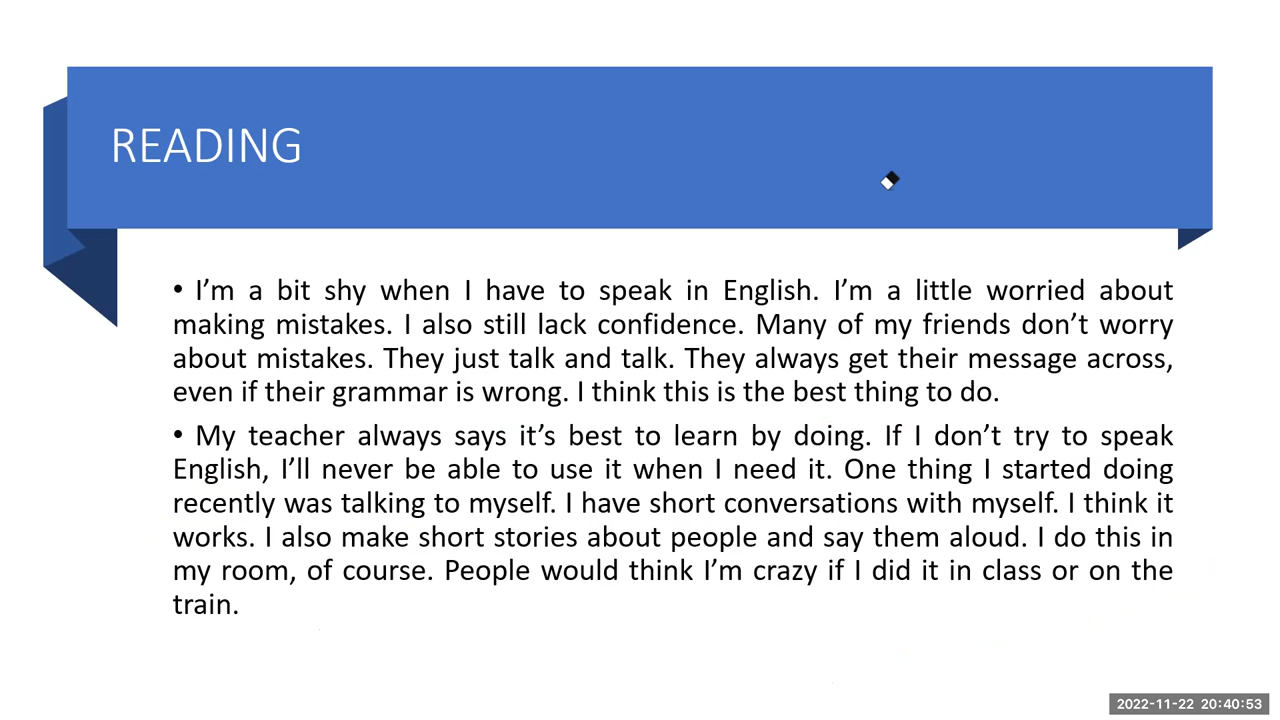 READING
• I’m a bit shy when I have to speak in English. I’m a little worried about
making mistakes. I also still lack confidence. Many of my friends don’t worry
about mistakes. They just talk and talk. They always get their message across,
even if their grammar is wrong. I think this is the best thing to do.
• My teacher always says it’s best to learn by doing. If I don’t try to speak
English, I’ll never be able to use it when I need it. One thing I started doing
recently was talking to myself. I have short conversations with myself. I think it
works. I also make short stories about people and say them aloud. I do this in
my room, of course. People would think I’m crazy if I did it in class or on the
train.
2022-11-22 20:40:53